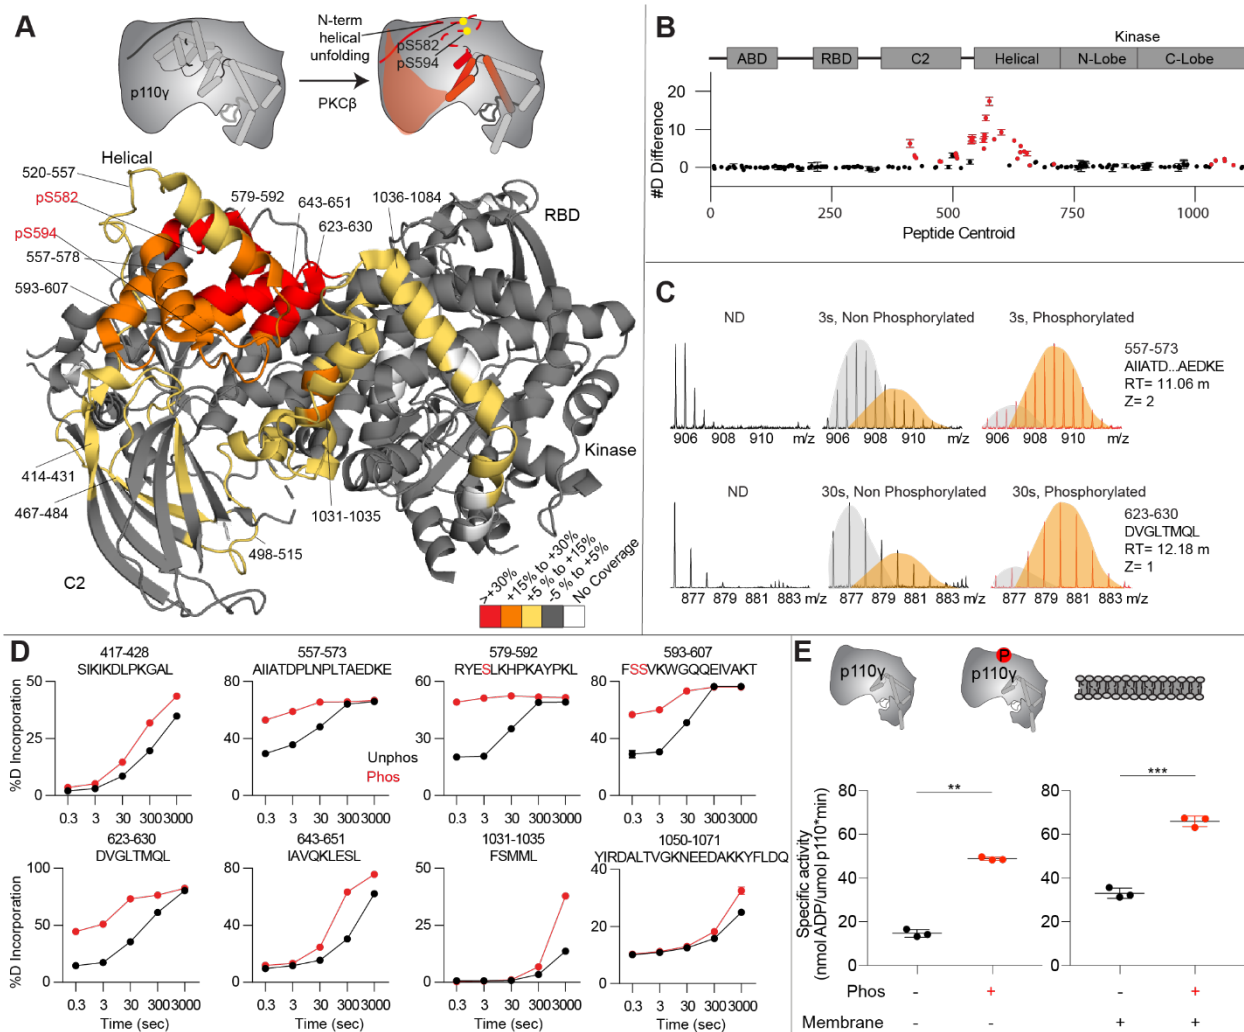 A
p110γ
PKCβ
N-term
helical
unfolding
pS582
pS594
Helical
520-557
pS582
579-592
643-651
1036-1084
RBD
pS594
623-630
557-578
593-607
414-431
467-484
498-515
1031-1035
Kinase
C2
>+30%
+15% to +30%
+5 % to +15%
-5 % to +5%
No Coverage
B
Kinase
ABD
RBD
C2
Helical
N-Lobe
C-Lobe
#D Difference
20
10
0
0
250
500
750
1000
Peptide Centroid
C
ND
3s, Non Phosphorylated
3s, Phosphorylated
557-573
AIIATD...AEDKE
RT= 11.06 m
Z= 2
906 908 910 m/z
906 908 910 m/z
906 908 910 m/z
ND
30s, Non Phosphorylated
30s, Phosphorylated
623-630
DVGLTMQL
RT= 12.18 m
Z= 1
877 879 881 883 m/z
877 879 881 883 m/z
877 879 881 883 m/z
D
417-428
SIKIKDLPKGAL
%D Incorporation
50
25
0
0.3 3 30 300 3000
557-573
AIIATDPLNPLTAEDKE
80
40
0
Unphos
Phos
0.3 3 30 300 3000
579-592
RYESLKHPKAYPKL
90
60
30
0
0.3 3 30 300 3000
593-607
FSSVKWGQQEIVAKT
80
40
0
0.3 3 30 300 3000
623-630
DVGLTMQL
%D Incorporation
100
50
0
0.3 3 30 300 3000
Time (sec)
643-651
IAVQKLESL
80
40
0
0.3 3 30 300 3000
Time (sec)
1031-1035
FSMML
40
20
0
0.3 3 30 300 3000
Time (sec)
1050-1071
YIRDALTVGKNEEDAKKYFLDQ
40
20
0
0.3 3 30 300 3000
Time (sec)
E
p110γ
p110γ
P
Specific activity
(nmol ADP/umol p110*min)
80
60
40
20
0
**
80
60
40
20
0
***
Phos - + - +
Membrane - - + +